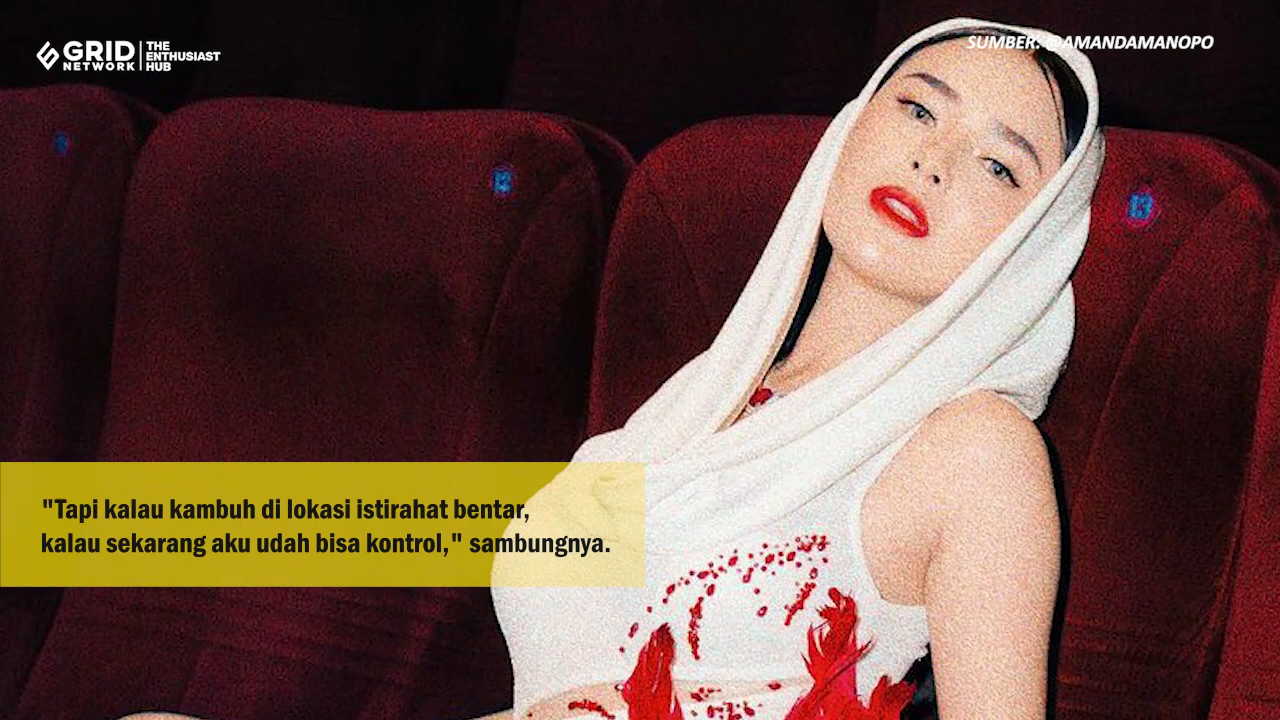 GRID
NETWORK
THE
ENTHUSIAST
HUB
SUMBER: @AMANDAMANOPO
13
"Tapi kalau kambuh di lokasi istirahat bentar,
kalau sekarang aku udah bisa kontrol," sambungnya.